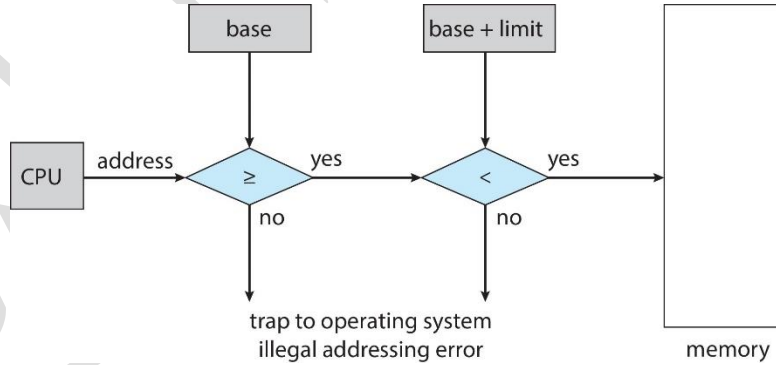 base
base + limit
CPU
address
≥
yes
<
yes
no
no
trap to operating system
illegal addressing error
memory